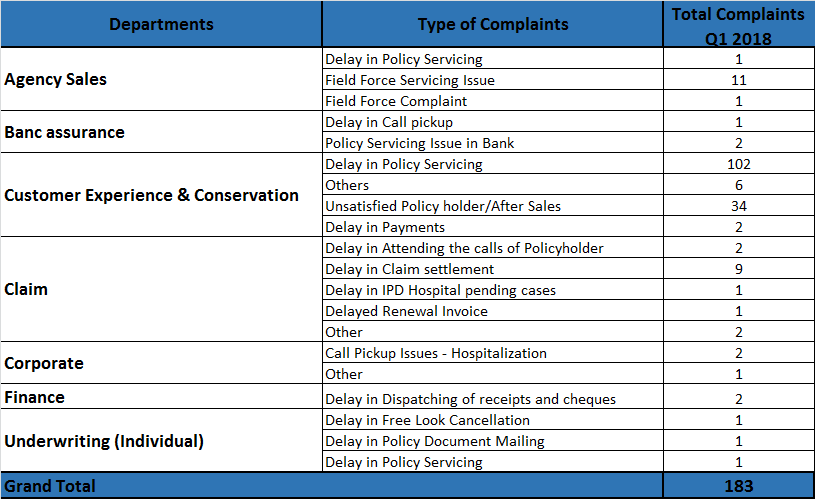 Departments Type of Complaints Total Complaints Q1 2018
Agency Sales Delay in Policy Servicing 1
Field Force Servicing Issue 11
Field Force Complaint 1
Banc assurance Delay in Call pickup 1
Policy Servicing Issue in Bank 2
Customer Experience & Conservation Delay in Policy Servicing 102
Others 6
Unsatisfied Policy holder/After Sales 34
Delay in Payments 2
Claim Delay in Attending the calls of Policyholder 2
Delay in Claim settlement 9
Delay in IPD Hospital pending cases 1
Delayed Renewal Invoice 1
Other 2
Corporate Call Pickup Issues - Hospitalization 2
Other 1
Finance Delay in Dispatching of receipts and cheques 2
Underwriting (Individual) Delay in Free Look Cancellation 1
Delay in Policy Document Mailing 1
Delay in Policy Servicing 1
Grand Total 183